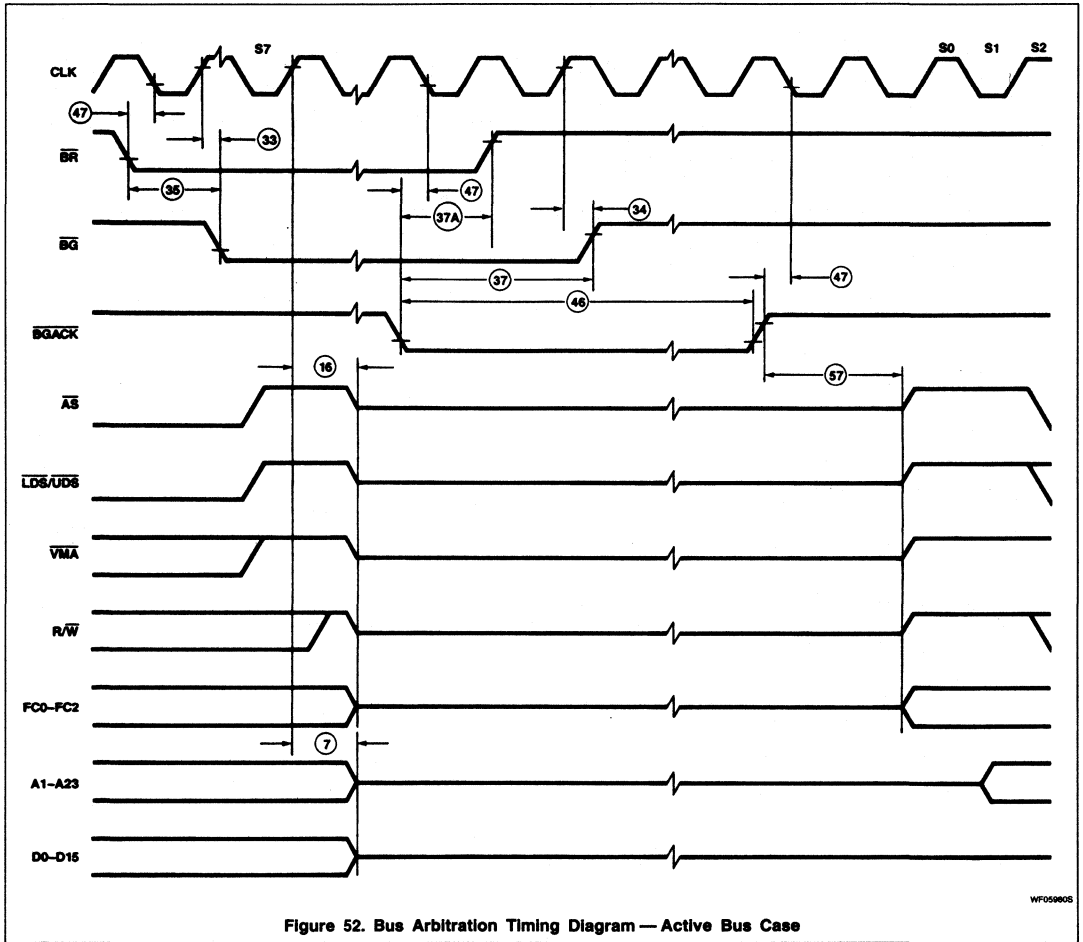 S7
S0 S1 S2
CLK
47
33
BR
35
47
37A
34
BG
37
47
46
BGACK
16
57
AS
LDS/UDS
VMA
R/W
FC0–FC2
7
A1–A23
D0–D15
WF05980S
Figure 52. Bus Arbitration Timing Diagram — Active Bus Case